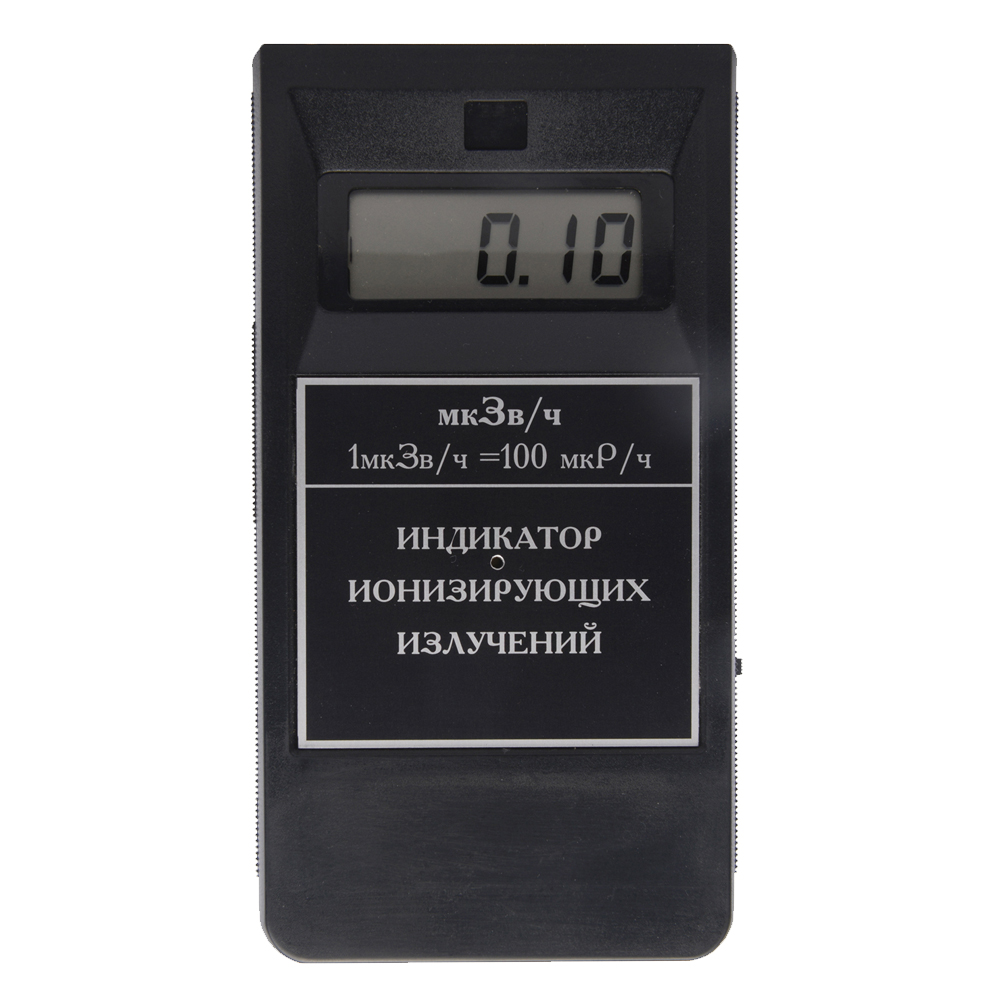 0.10
мкЗв/ч
1мкЗв/ч =100 мкР/ч
ИНДИКАТОР
ИОНИЗИРУЮЩИХ
ИЗЛУЧЕНИЙ